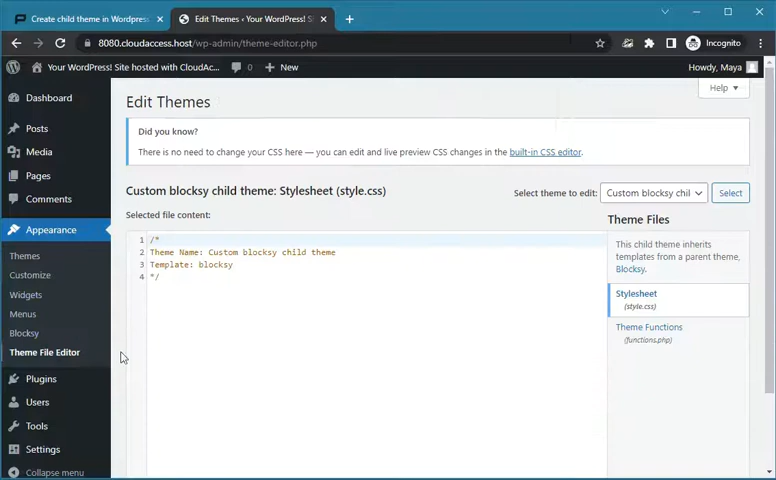 Create child theme in Wordpress
Edit Themes ‹ Your WordPress! Si
8080.cloudaccess.host/wp-admin/theme-editor.php
Incognito
Your WordPress! Site hosted with CloudAc...
0
New
Howdy, Maya
Dashboard
Posts
Media
Pages
Comments
Appearance
Themes
Customize
Widgets
Menus
Blocksy
Theme File Editor
Plugins
Users
Tools
Settings
Collapse menu
Help
Edit Themes
Did you know?
There is no need to change your CSS here — you can edit and live preview CSS changes in the built-in CSS editor.
Custom blocksy child theme: Stylesheet (style.css)
Select theme to edit:
Custom blocksy chil
Select
Selected file content:
1 /*
2 Theme Name: Custom blocksy child theme
3 Template: blocksy
4 */
Theme Files
This child theme inherits
templates from a parent theme,
Blocksy.
Stylesheet
(style.css)
Theme Functions
(functions.php)